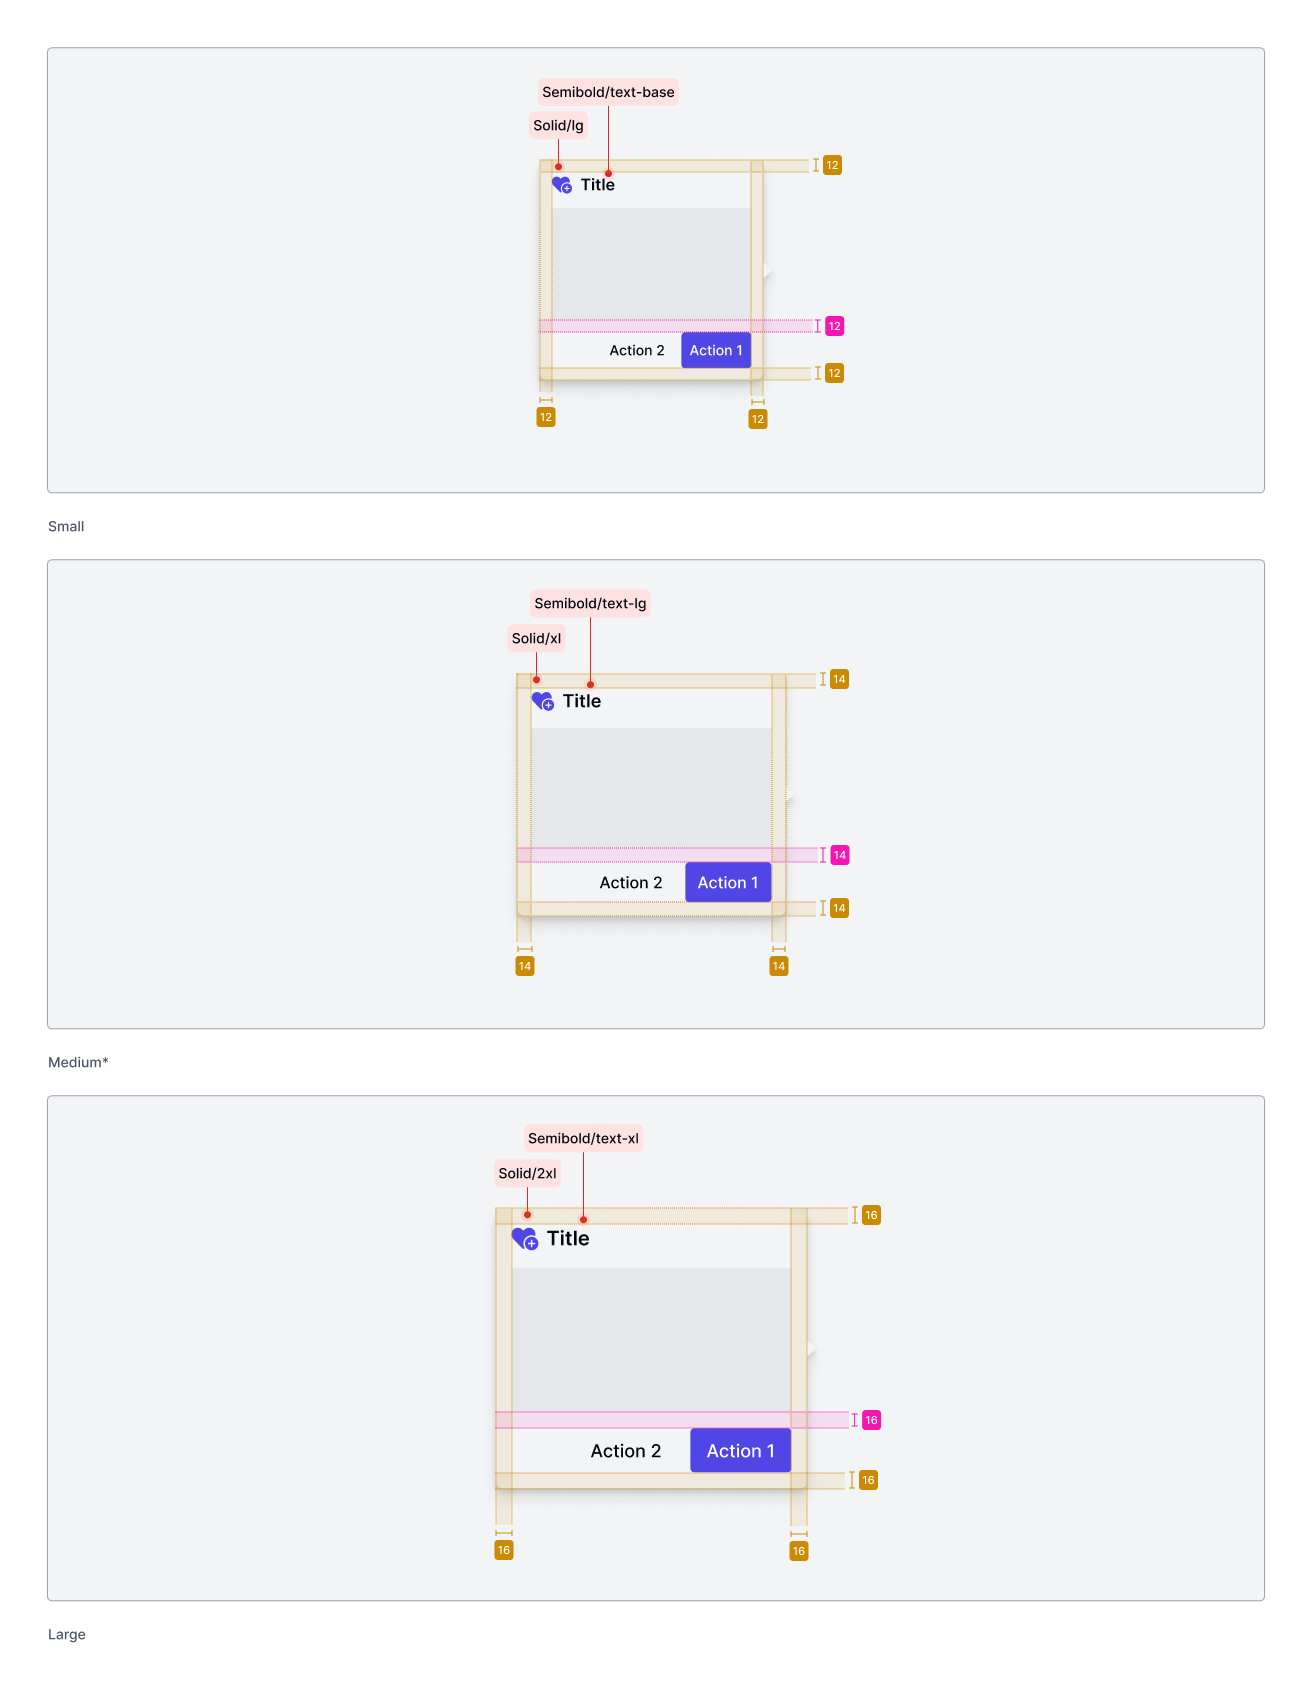 Semibold/text-base
Solid/lg
12
Title
12
Action 2 Action 1
12
12 12
Small
Semibold/text-lg
Solid/xl
14
Title
14
Action 2 Action 1
14
14 14
Medium*
Semibold/text-xl
Solid/2xl
16
Title
16
Action 2 Action 1
16
16 16
Large